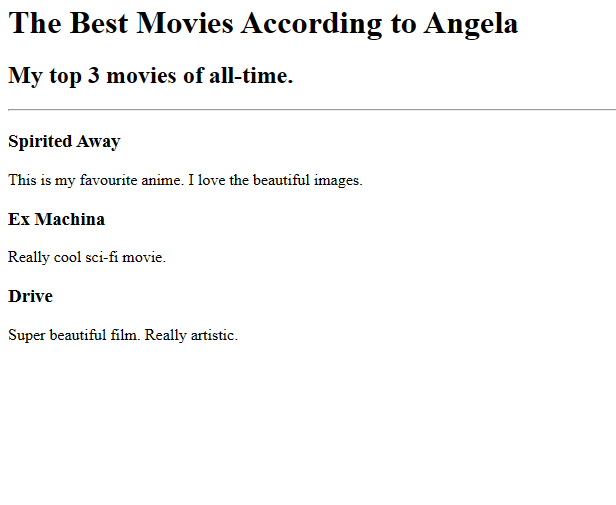 The Best Movies According to Angela
My top 3 movies of all-time.
Spirited Away
This is my favourite anime. I love the beautiful images.
Ex Machina
Really cool sci-fi movie.
Drive
Super beautiful film. Really artistic.